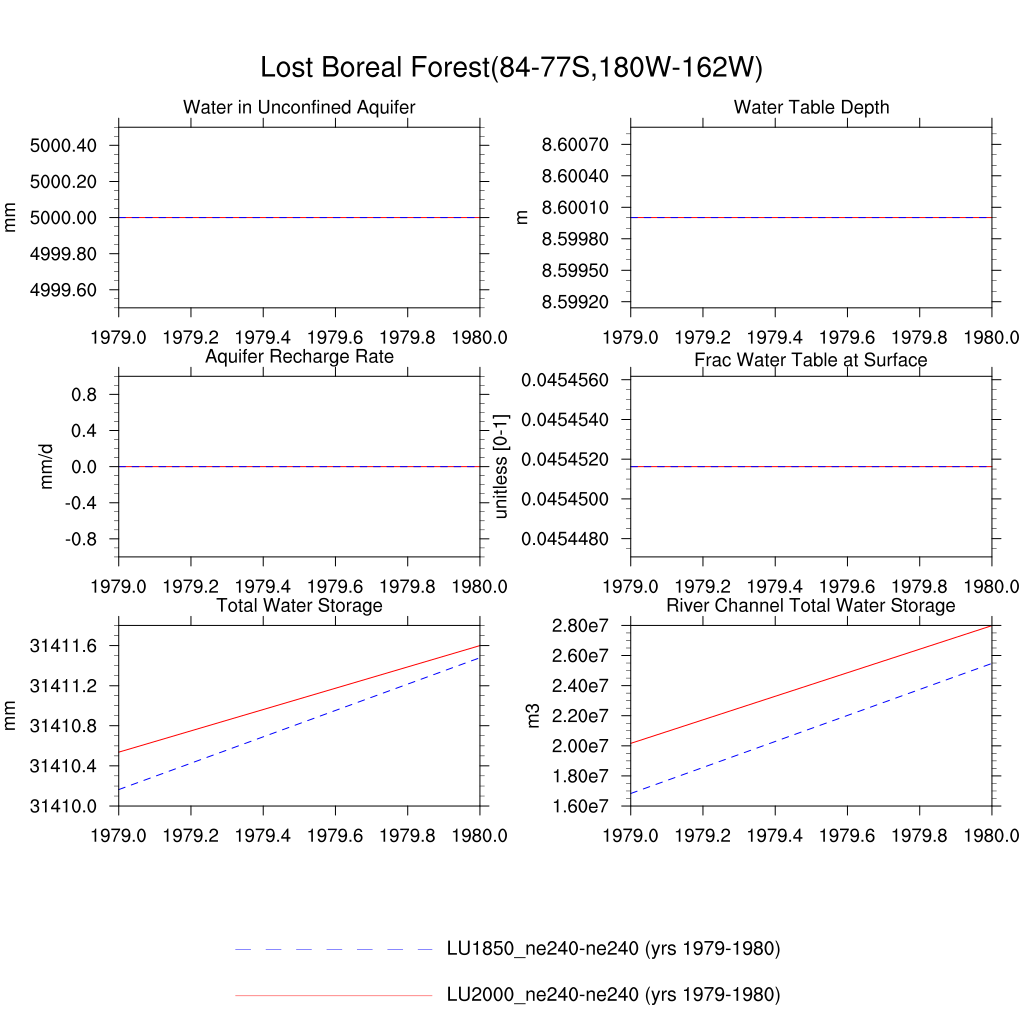 Lost Boreal Forest(84-77S,180W-162W)
Water in Unconfined Aquifer
mm
5000.40
5000.20
5000.00
4999.80
4999.60
1979.0 1979.2 1979.4 1979.6 1979.8 1980.0
Water Table Depth
m
8.60070
8.60040
8.60010
8.59980
8.59950
8.59920
1979.0 1979.2 1979.4 1979.6 1979.8 1980.0
Aquifer Recharge Rate
mm/d
0.8
0.4
0.0
-0.4
-0.8
1979.0 1979.2 1979.4 1979.6 1979.8 1980.0
Frac Water Table at Surface
unitless [0-1]
0.0454560
0.0454540
0.0454520
0.0454500
0.0454480
1979.0 1979.2 1979.4 1979.6 1979.8 1980.0
Total Water Storage
mm
31411.6
31411.2
31410.8
31410.4
31410.0
1979.0 1979.2 1979.4 1979.6 1979.8 1980.0
River Channel Total Water Storage
m3
2.80e7
2.60e7
2.40e7
2.20e7
2.00e7
1.80e7
1.60e7
1979.0 1979.2 1979.4 1979.6 1979.8 1980.0
LU1850_ne240-ne240 (yrs 1979-1980)
LU2000_ne240-ne240 (yrs 1979-1980)